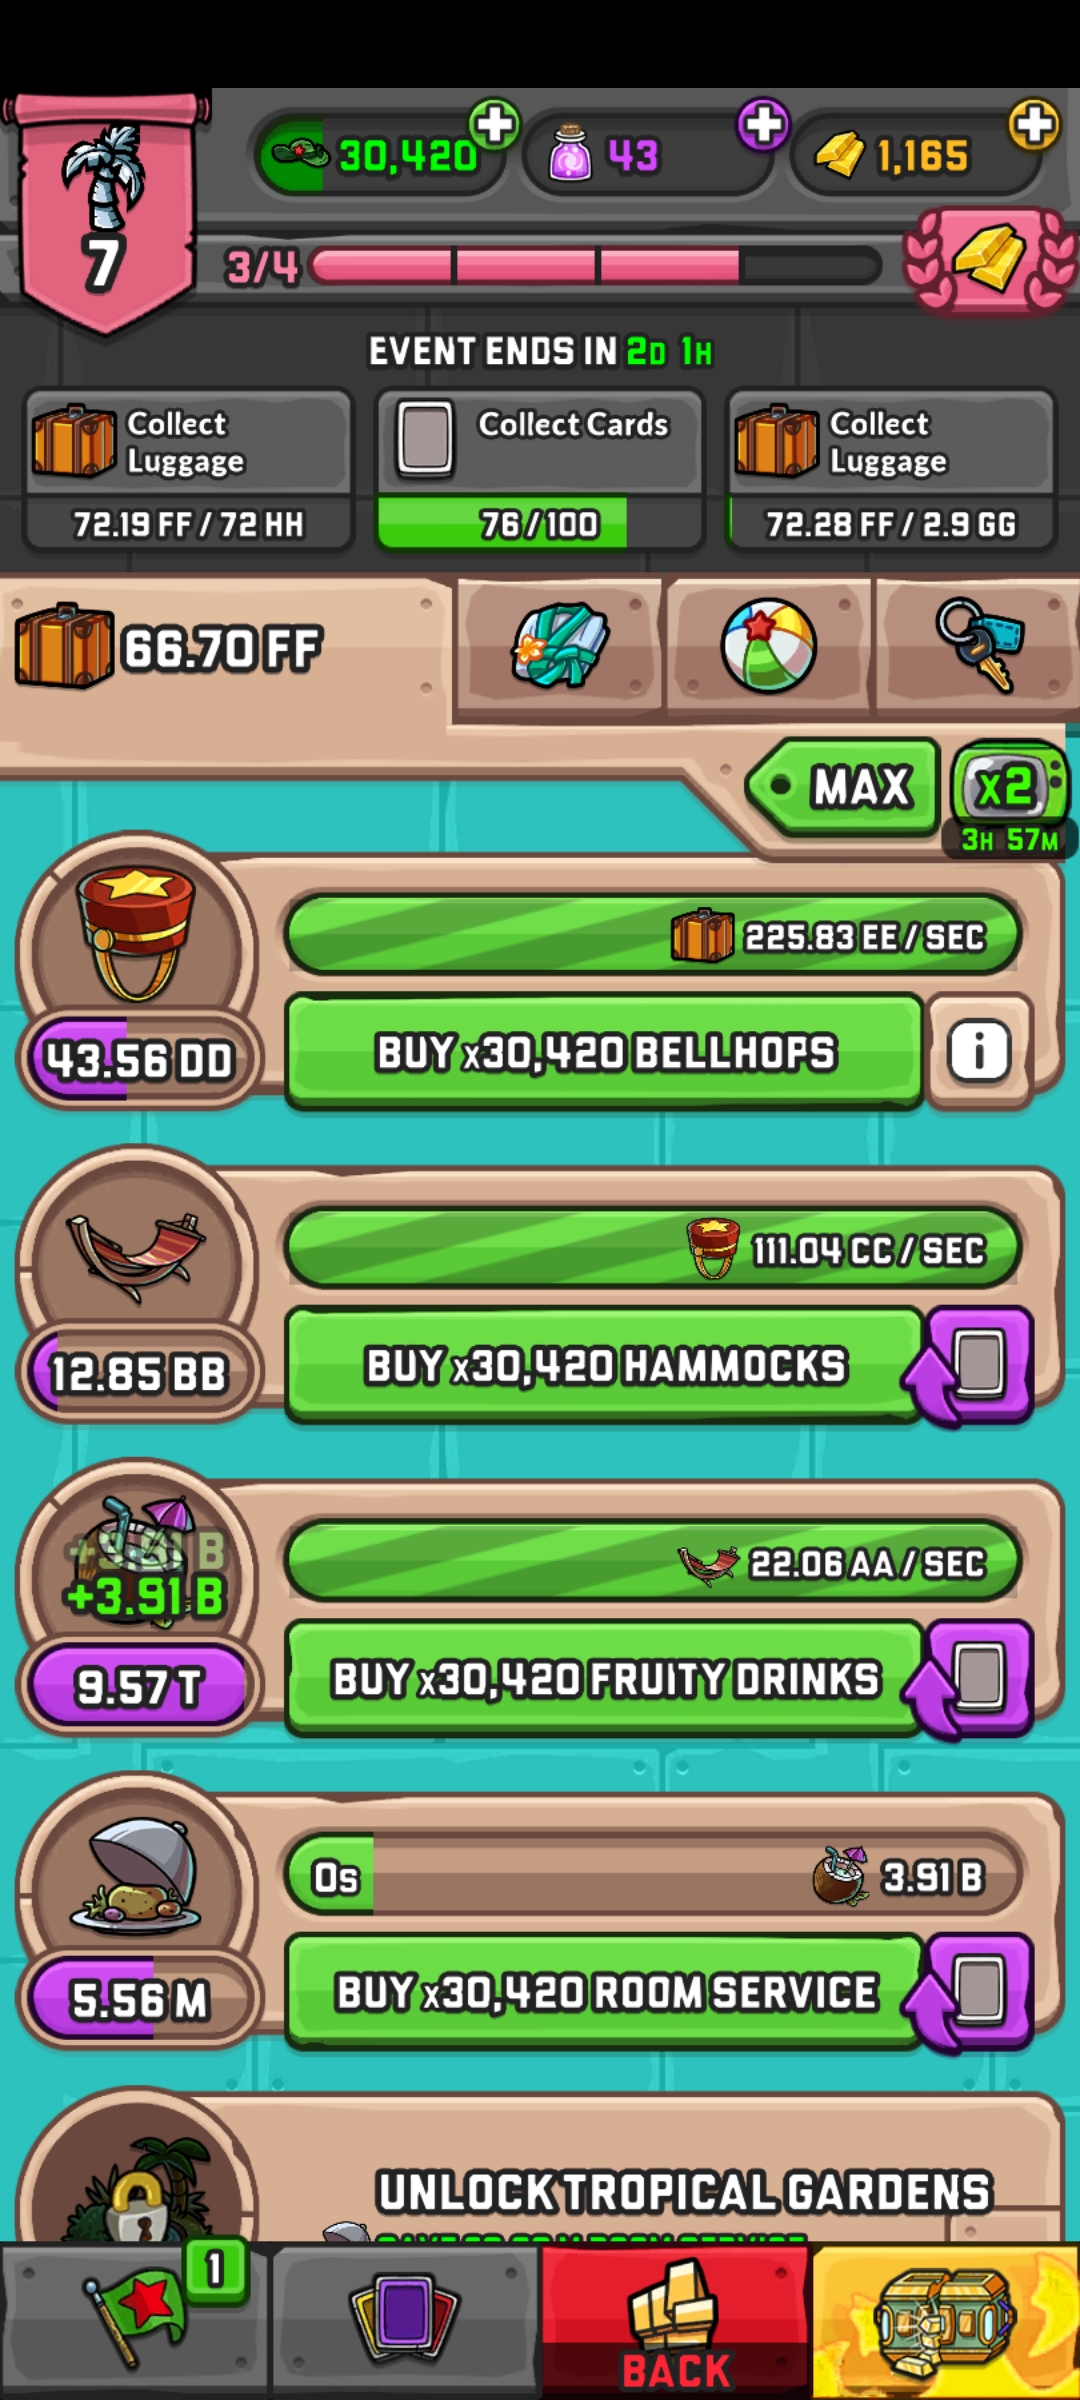 30,420
43
1,165
7
3/4
EVENT ENDS IN 2D 1H
Collect
Luggage
72.19 FF / 72 HH
Collect Cards
76/100
Collect
Luggage
72.28 FF / 2.9 GG
66.70 FF
MAX
x2
3H 57M
225.83 EE / SEC
43.56 DD
BUY x30,420 BELLHOPS
i
111.04 CC / SEC
12.85 BB
BUY x30,420 HAMMOCKS
+3.91 B
+3.91 B
22.06 AA / SEC
9.57 T
BUY x30,420 FRUITY DRINKS
0s
3.91 B
5.56 M
BUY x30,420 ROOM SERVICE
UNLOCK TROPICAL GARDENS
1
BACK